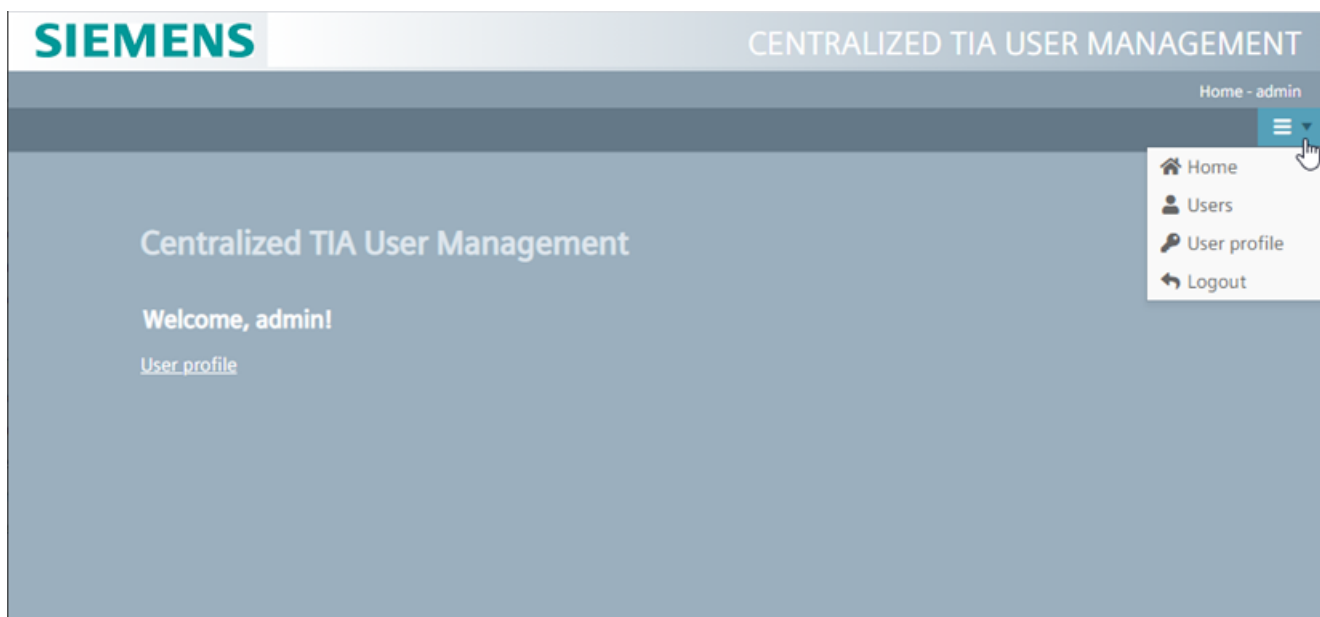 SIEMENS
CENTRALIZED TIA USER MANAGEMENT
Home - admin
Home
Users
User profile
Logout
Centralized TIA User Management
Welcome, admin!
User profile